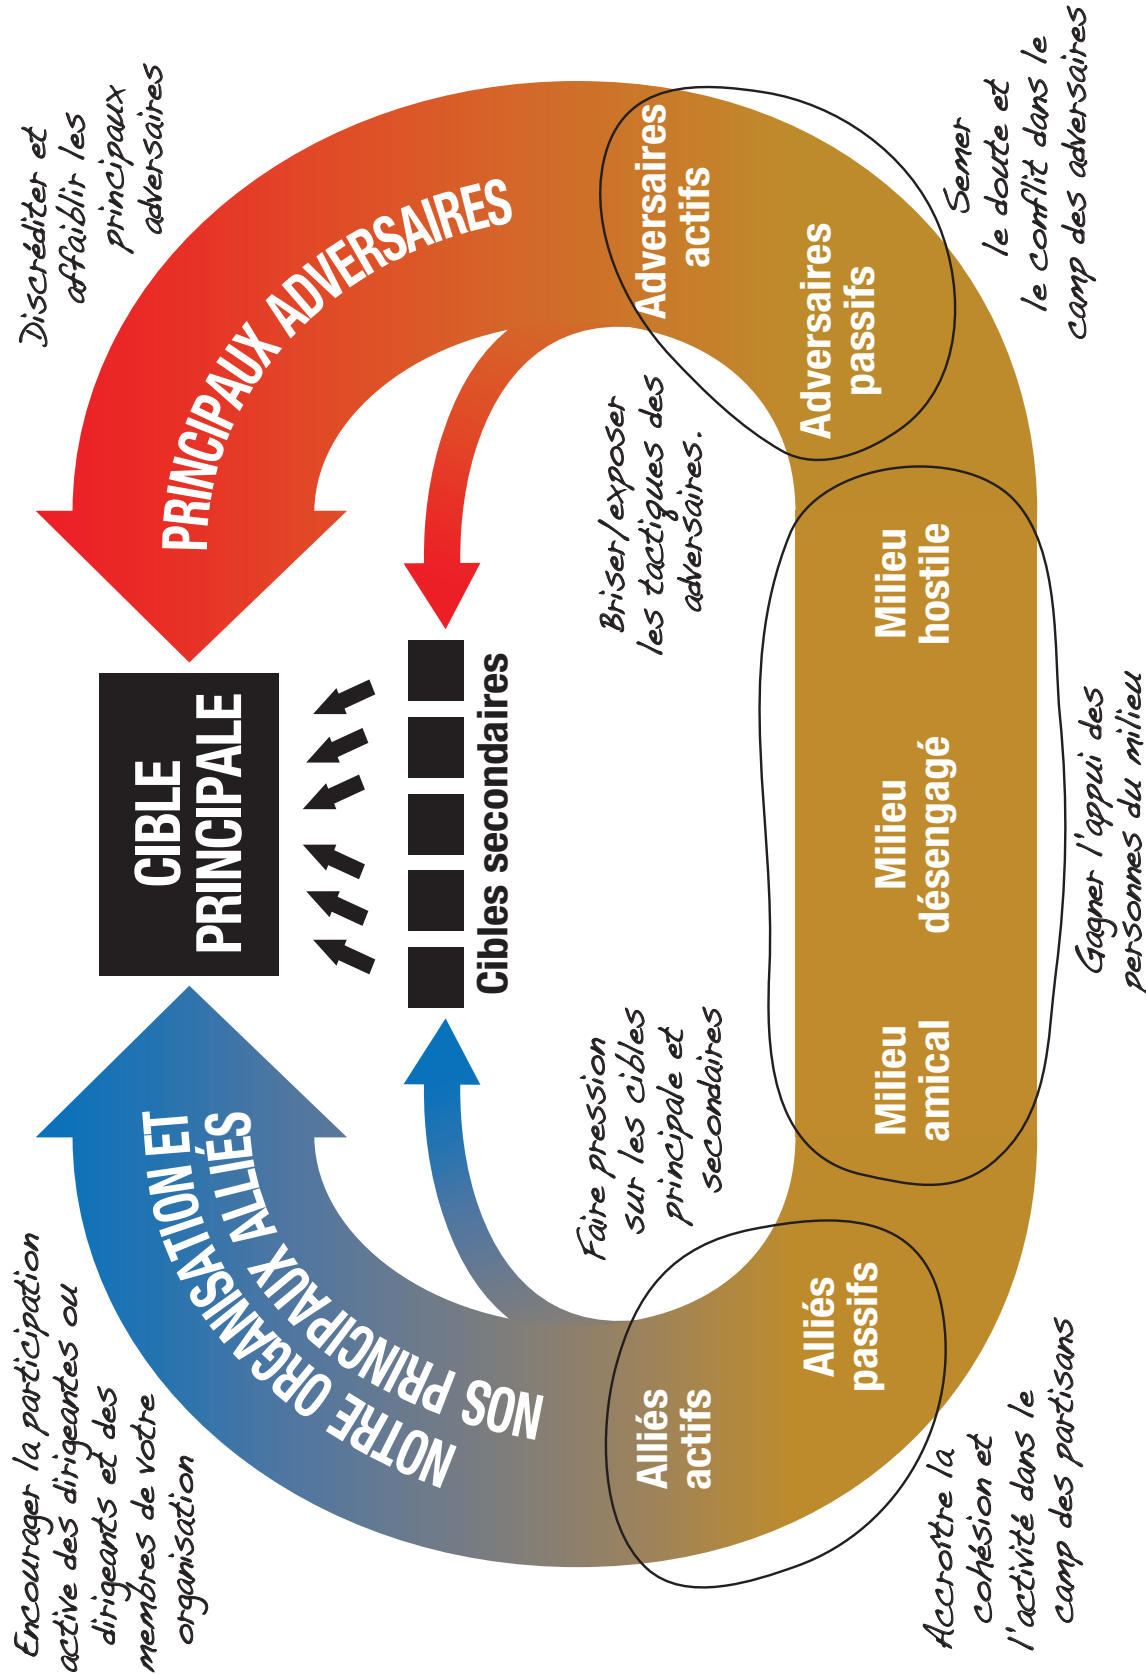 Encourager la participation
active des dirigeantes ou
dirigeants et des
membres de votre
organisation
Discréditer et
affaiblir les
principaux
adversaires
CIBLE
PRINCIPALE
NOTRE ORGANISATION ET
NOS PRINCIPAUX ALLIÉS
PRINCIPAUX ADVERSAIRES
Cibles secondaires
Faire pression
sur les cibles
principale et
secondaires
Briser/exposer
les tactiques des
adversaires.
Alliés
actifs
Adversaires
actifs
Alliés
passifs
Adversaires
passifs
Milieu
amical
Milieu
désengagé
Milieu
hostile
Accroître la
cohésion et
l'activité dans le
camp des partisans
Gagner l'appui des
personnes du milieu
Semer
le doute et
le conflit dans le
camp des adversaires